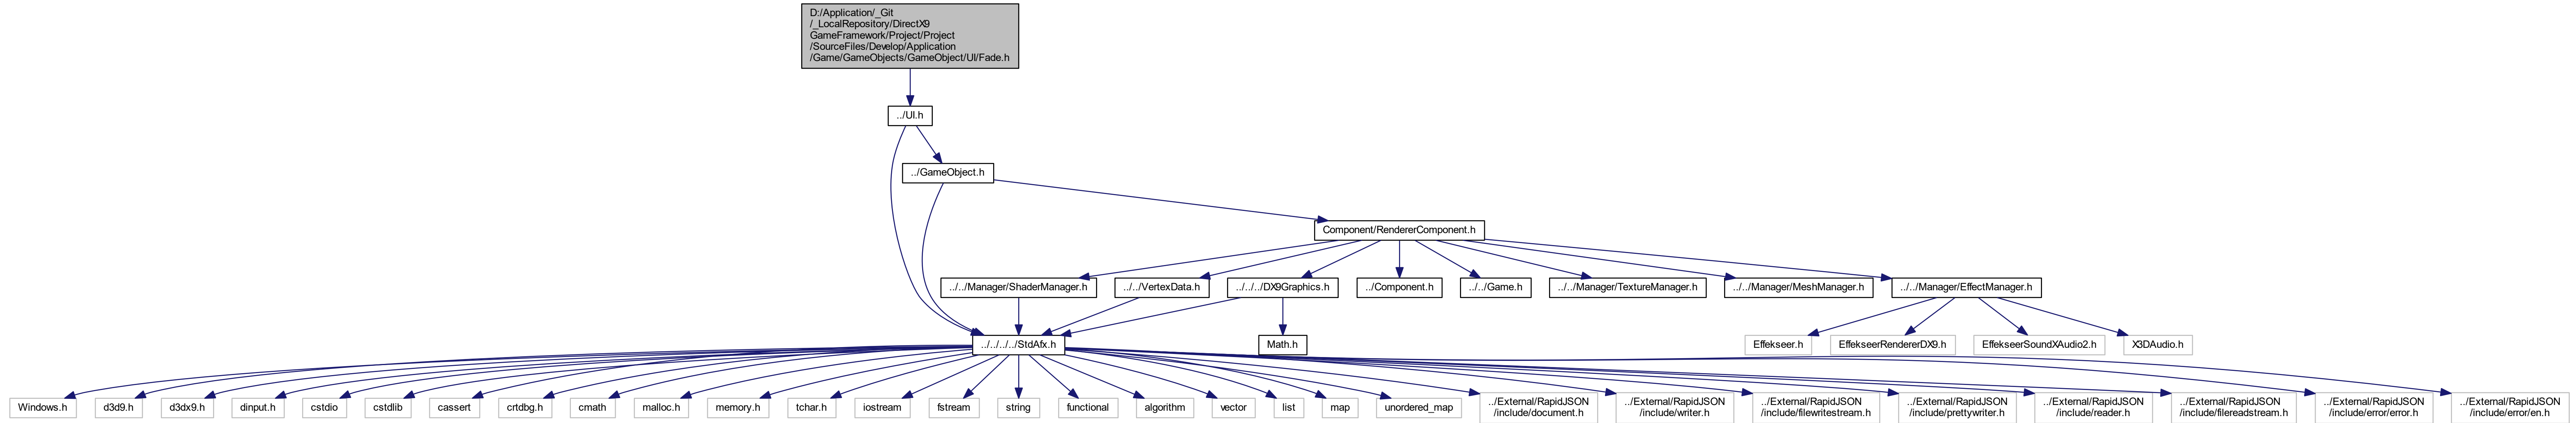 D:/Application/_Git
/_LocalRepository/DirectX9
GameFramework/Project/Project
/SourceFiles/Develop/Application
/Game/GameObjects/GameObject/UI/Fade.h
../UI.h
../GameObject.h
Component/RendererComponent.h
../../Manager/ShaderManager.h
../../VertexData.h
../../../DX9Graphics.h
../Component.h
../../Game.h
../../Manager/TextureManager.h
../../Manager/MeshManager.h
../../Manager/EffectManager.h
../../../../StdAfx.h
Math.h
Effekseer.h
EffekseerRendererDX9.h
EffekseerSoundXAudio2.h
X3DAudio.h
Windows.h
d3d9.h
d3dx9.h
dinput.h
cstdio
cstdlib
cassert
crtdbg.h
cmath
malloc.h
memory.h
tchar.h
iostream
fstream
string
functional
algorithm
vector
list
map
unordered_map
../External/RapidJSON
/include/document.h
../External/RapidJSON
/include/writer.h
../External/RapidJSON
/include/filewritestream.h
../External/RapidJSON
/include/prettywriter.h
../External/RapidJSON
/include/reader.h
../External/RapidJSON
/include/filereadstream.h
../External/RapidJSON
/include/error/error.h
../External/RapidJSON
/include/error/en.h